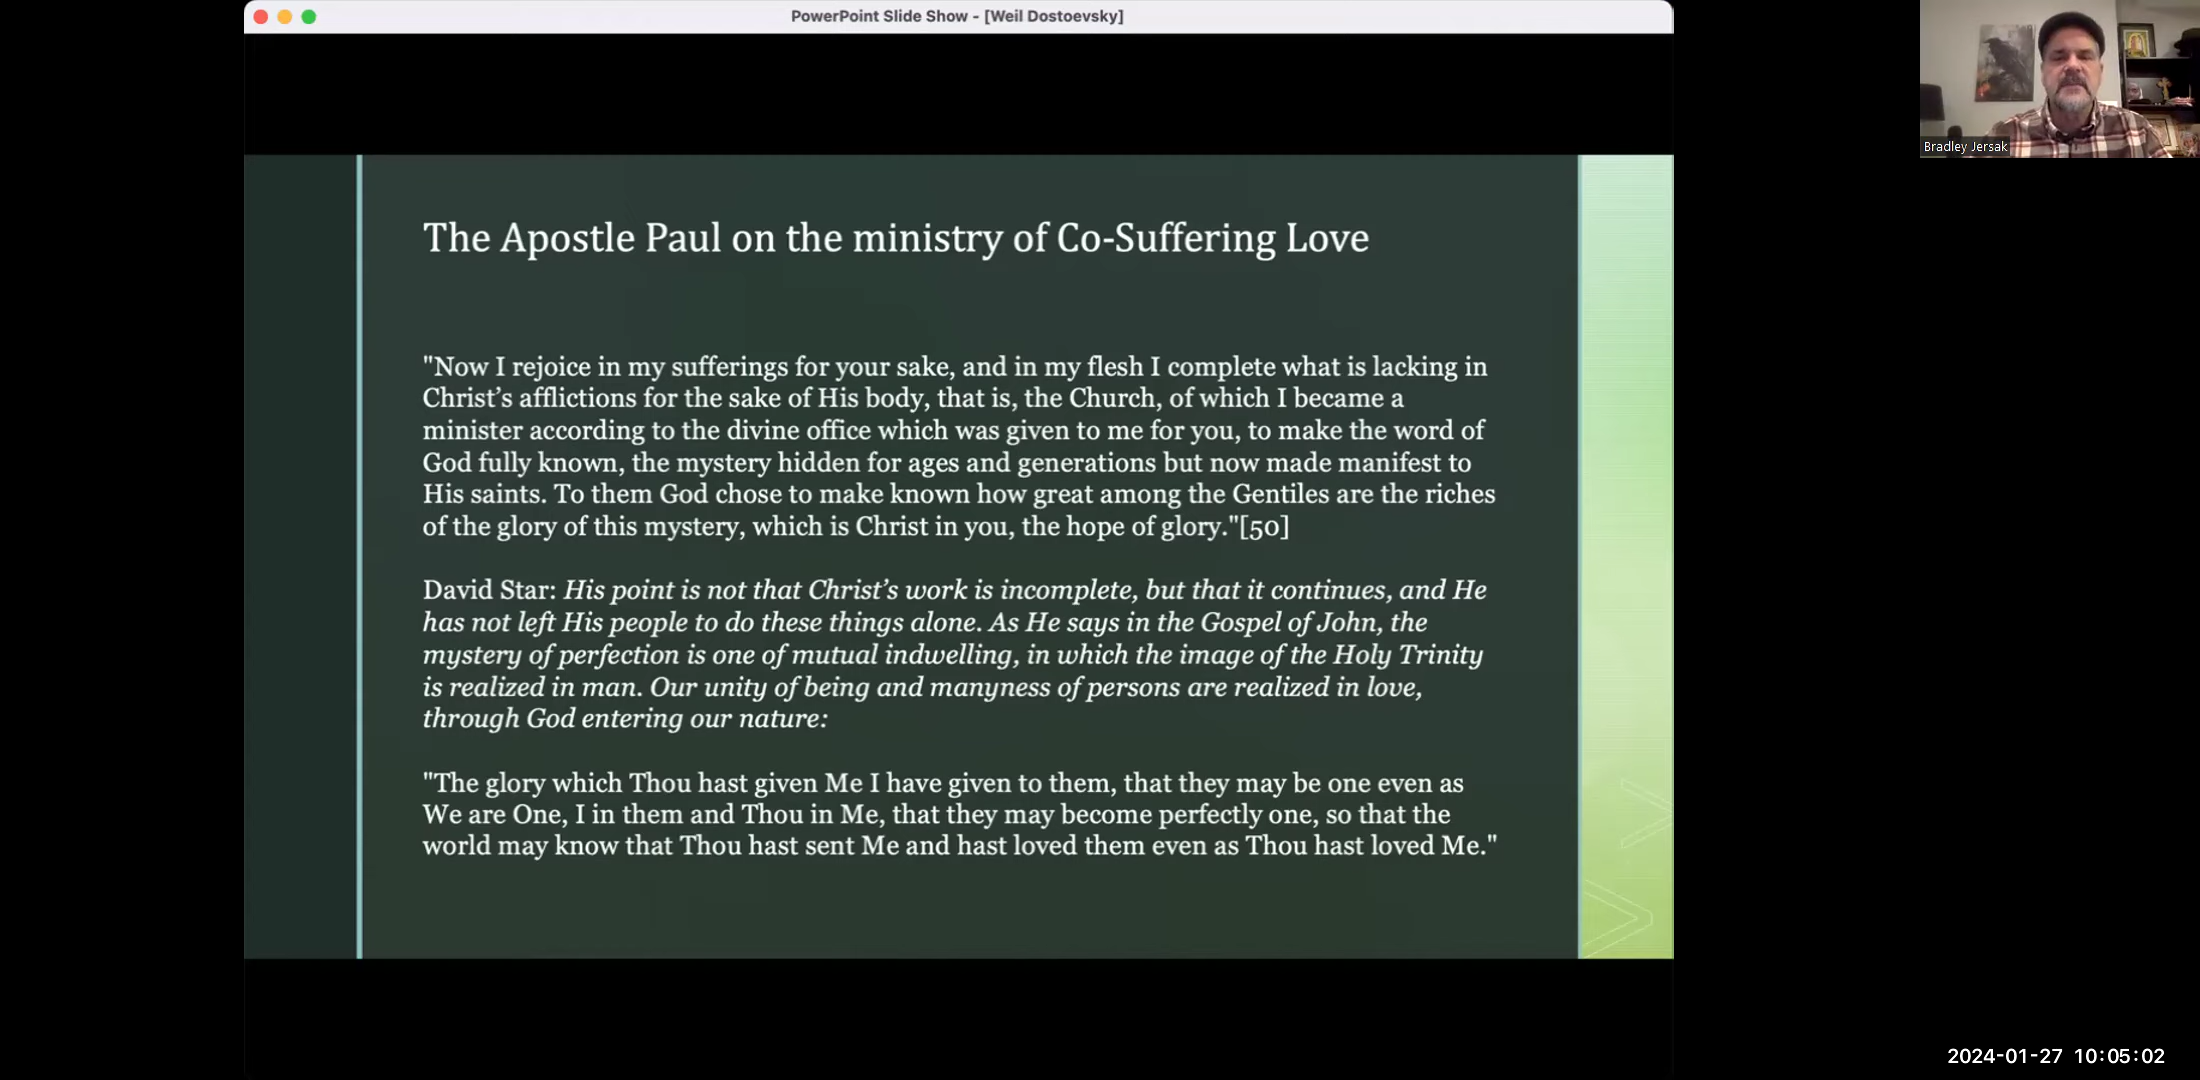 PowerPoint Slide Show - [Weil Dostoevsky]
Bradley Jersak
The Apostle Paul on the ministry of Co-Suffering Love
"Now I rejoice in my sufferings for your sake, and in my flesh I complete what is lacking in
Christ’s afflictions for the sake of His body, that is, the Church, of which I became a
minister according to the divine office which was given to me for you, to make the word of
God fully known, the mystery hidden for ages and generations but now made manifest to
His saints. To them God chose to make known how great among the Gentiles are the riches
of the glory of this mystery, which is Christ in you, the hope of glory."[50]
David Star: His point is not that Christ’s work is incomplete, but that it continues, and He
has not left His people to do these things alone. As He says in the Gospel of John, the
mystery of perfection is one of mutual indwelling, in which the image of the Holy Trinity
is realized in man. Our unity of being and manyness of persons are realized in love,
through God entering our nature:
"The glory which Thou hast given Me I have given to them, that they may be one even as
We are One, I in them and Thou in Me, that they may become perfectly one, so that the
world may know that Thou hast sent Me and hast loved them even as Thou hast loved Me."
2024-01-27 10:05:02